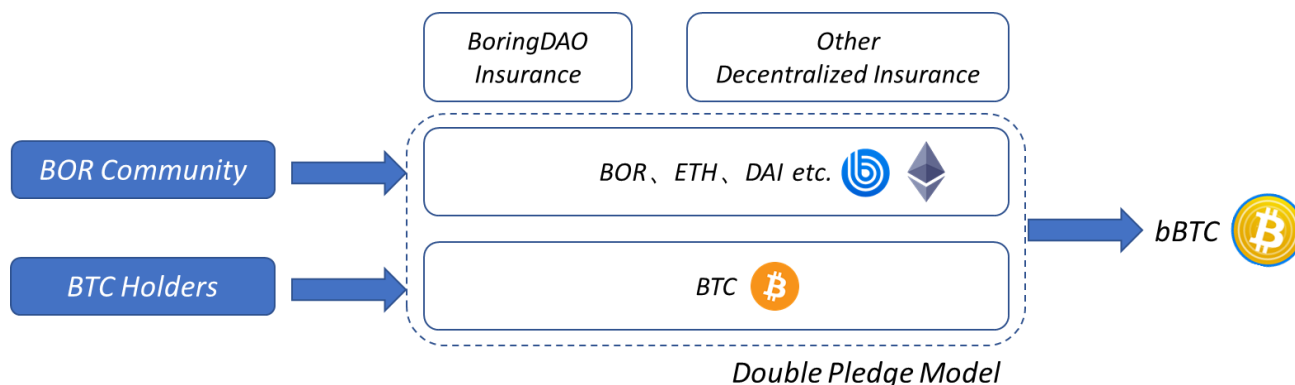 BoringDAO
Insurance
Other
Decentralized Insurance
BOR Community
BOR、ETH、DAI etc.
bBTC
BTC Holders
BTC
Double Pledge Model